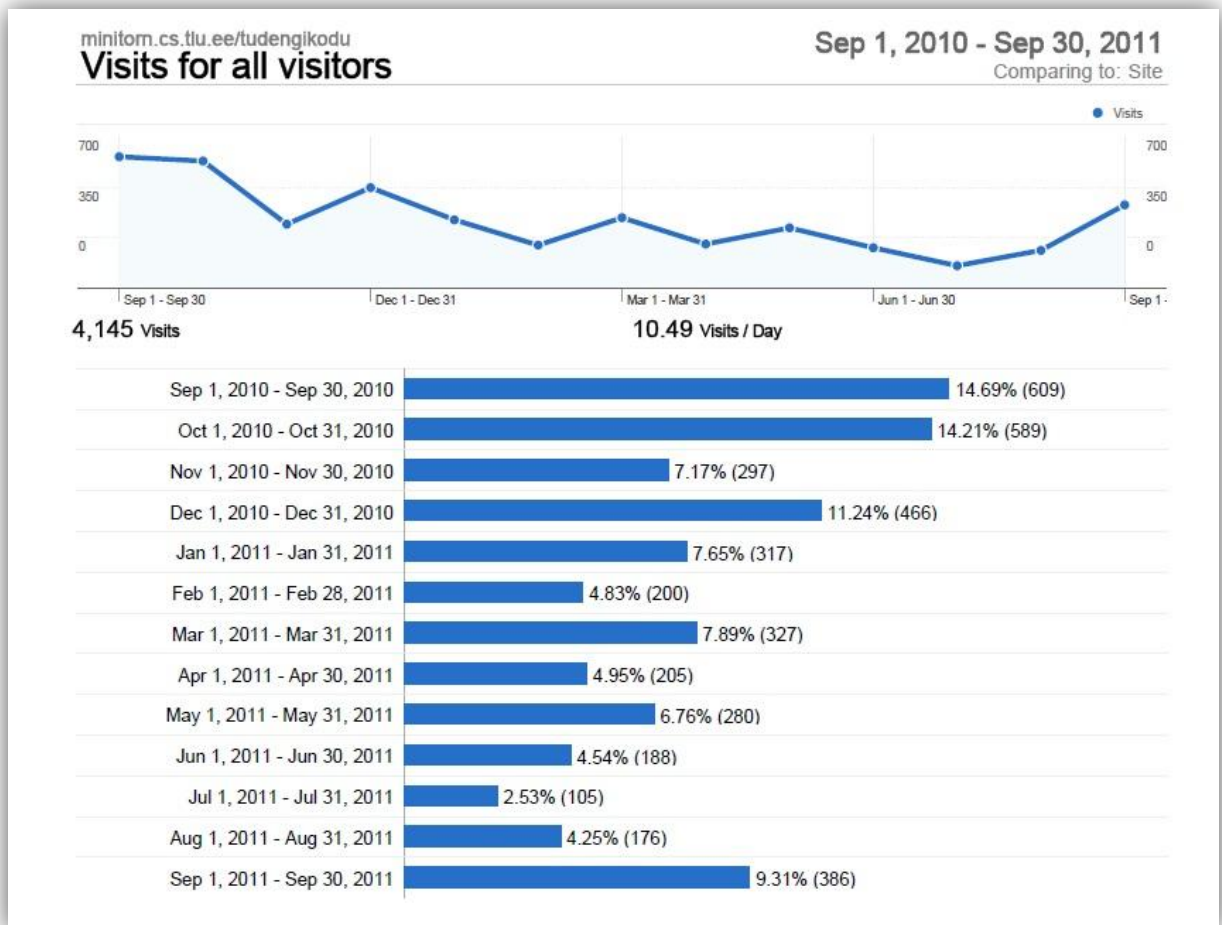 minitorn.cs.tlu.ee/tudengikodu
Visits for all visitors
Sep 1, 2010 - Sep 30, 2011
Comparing to: Site
Visits
700
700
350
350
0
0
Sep 1 - Sep 30
Dec 1 - Dec 31
Mar 1 - Mar 31
Jun 1 - Jun 30
Sep 1 -
4,145 Visits
10.49 Visits / Day
Sep 1, 2010 - Sep 30, 2010 14.69% (609)
Oct 1, 2010 - Oct 31, 2010 14.21% (589)
Nov 1, 2010 - Nov 30, 2010 7.17% (297)
Dec 1, 2010 - Dec 31, 2010 11.24% (466)
Jan 1, 2011 - Jan 31, 2011 7.65% (317)
Feb 1, 2011 - Feb 28, 2011 4.83% (200)
Mar 1, 2011 - Mar 31, 2011 7.89% (327)
Apr 1, 2011 - Apr 30, 2011 4.95% (205)
May 1, 2011 - May 31, 2011 6.76% (280)
Jun 1, 2011 - Jun 30, 2011 4.54% (188)
Jul 1, 2011 - Jul 31, 2011 2.53% (105)
Aug 1, 2011 - Aug 31, 2011 4.25% (176)
Sep 1, 2011 - Sep 30, 2011 9.31% (386)